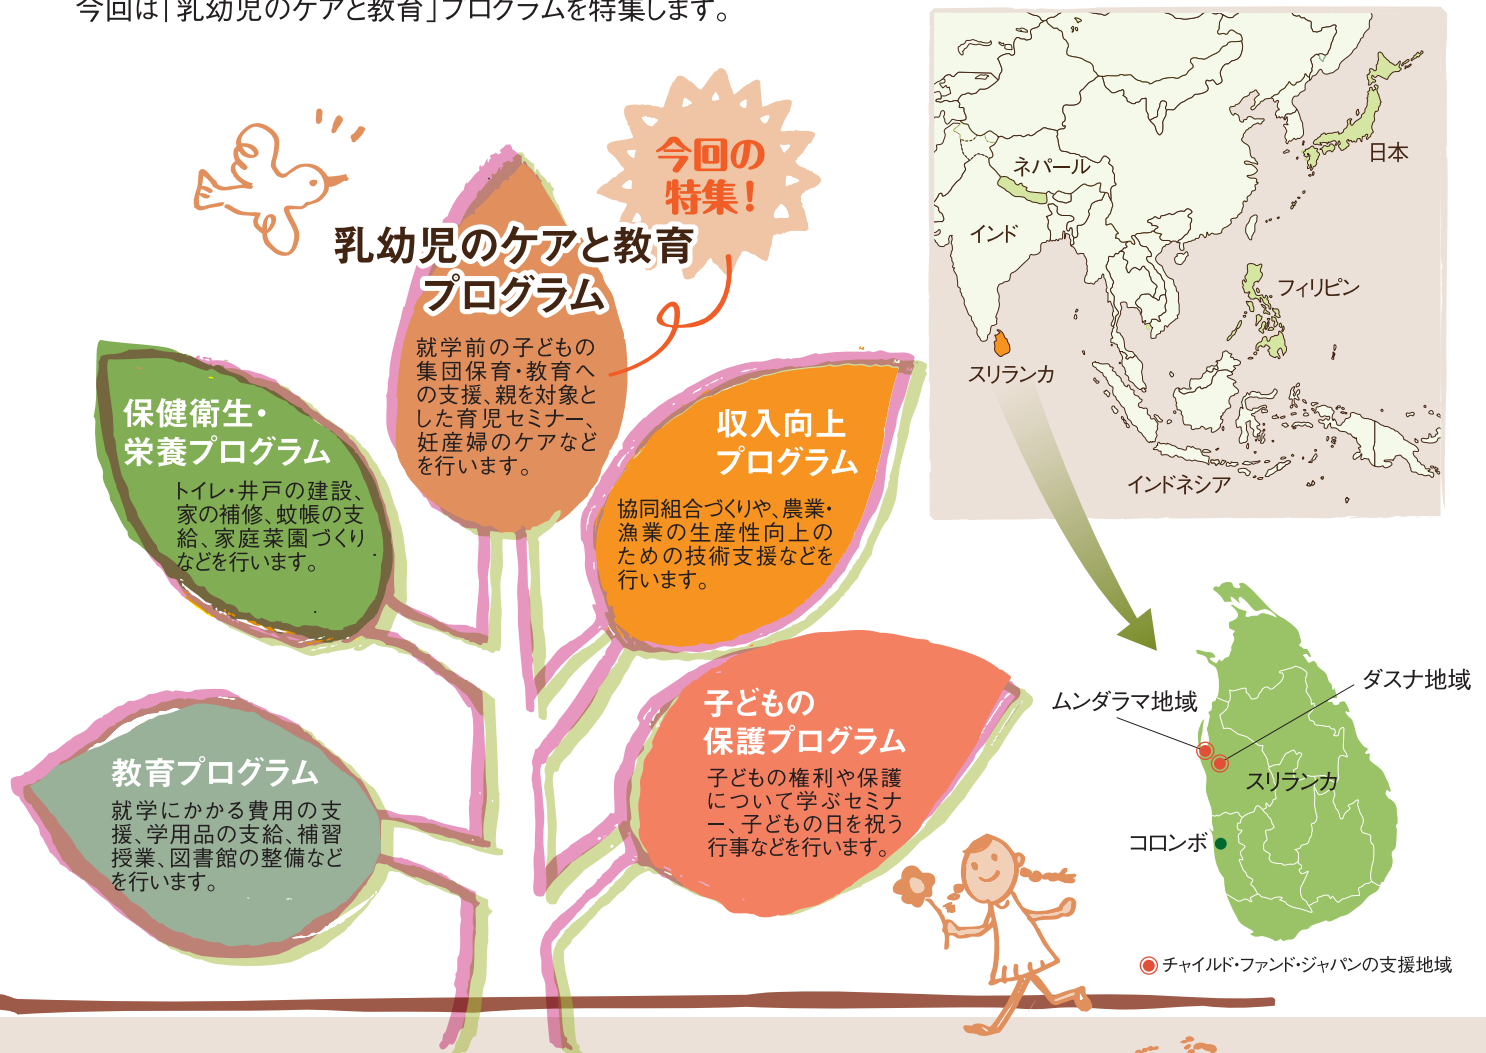 今回は「乳幼児のケアと教育」プログラムを特集します。
今回の
特集！
乳幼児のケアと教育
プログラム
就学前の子どもの
集団保育・教育へ
の支援、親を対象と
した育児セミナー、
妊産婦のケアなど
を行います。
保健衛生・
栄養プログラム
トイレ・井戸の建設、
家の補修、蚊帳の支
給、家庭菜園づくり
などを行います。
収入向上
プログラム
協同組合づくりや、農業・
漁業の生産性向上の
ための技術支援などを
行います。
教育プログラム
就学にかかる費用の支
援、学用品の支給、補習
授業、図書館の整備など
を行います。
子どもの
保護プログラム
子どもの権利や保護
について学ぶセミナ
ー、子どもの日を祝う
行事などを行います。
日本
ネパール
インド
フィリピン
スリランカ
インドネシア
ダスナ地域
ムンダラマ地域
スリランカ
コロンボ
チャイルド・ファンド・ジャパンの支援地域